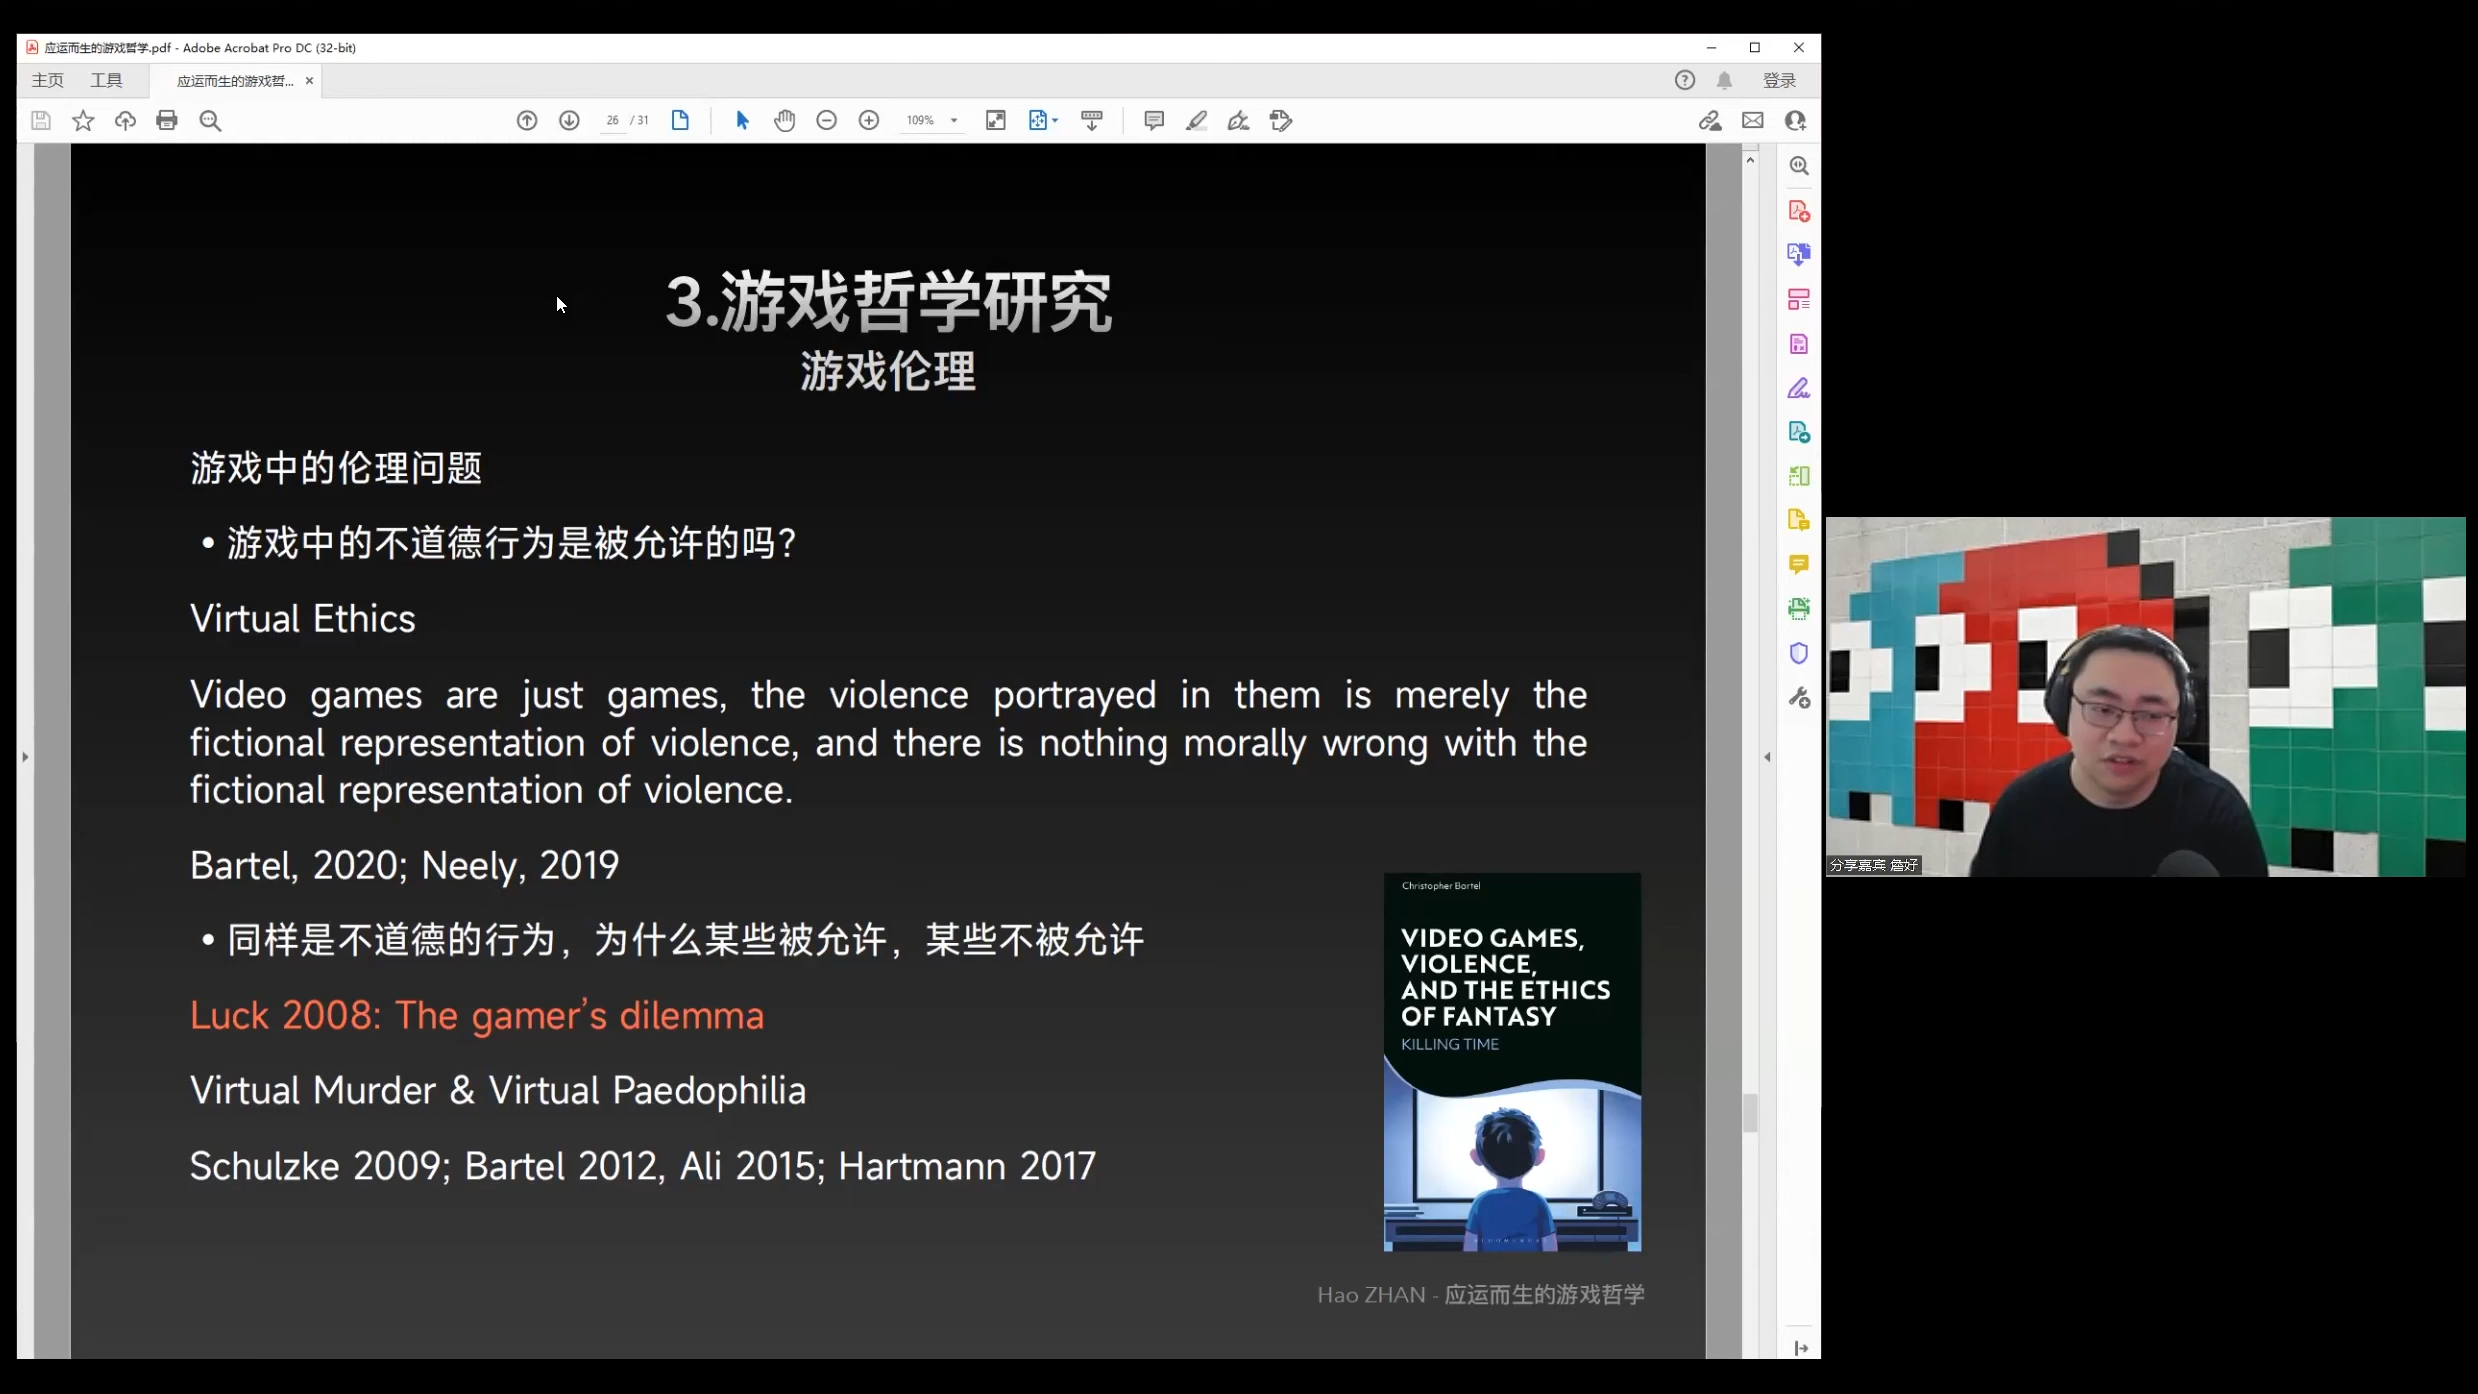 应运而生的游戏哲学.pdf - Adobe Acrobat Pro DC (32-bit)
主页 工具 应运而生的游戏哲... × 登录
26 / 31 109%
3.游戏哲学研究
游戏伦理
游戏中的伦理问题
• 游戏中的不道德行为是被允许的吗？
Virtual Ethics
Video games are just games, the violence portrayed in them is merely the
fictional representation of violence, and there is nothing morally wrong with the
fictional representation of violence.
Bartel, 2020; Neely, 2019
• 同样是不道德的行为，为什么某些被允许，某些不被允许
Luck 2008: The gamer’s dilemma
Virtual Murder & Virtual Paedophilia
Schulzke 2009; Bartel 2012, Ali 2015; Hartmann 2017
Christopher Bartel
VIDEO GAMES,
VIOLENCE,
AND THE ETHICS
OF FANTASY
KILLING TIME
Hao ZHAN - 应运而生的游戏哲学
分享嘉宾 詹好